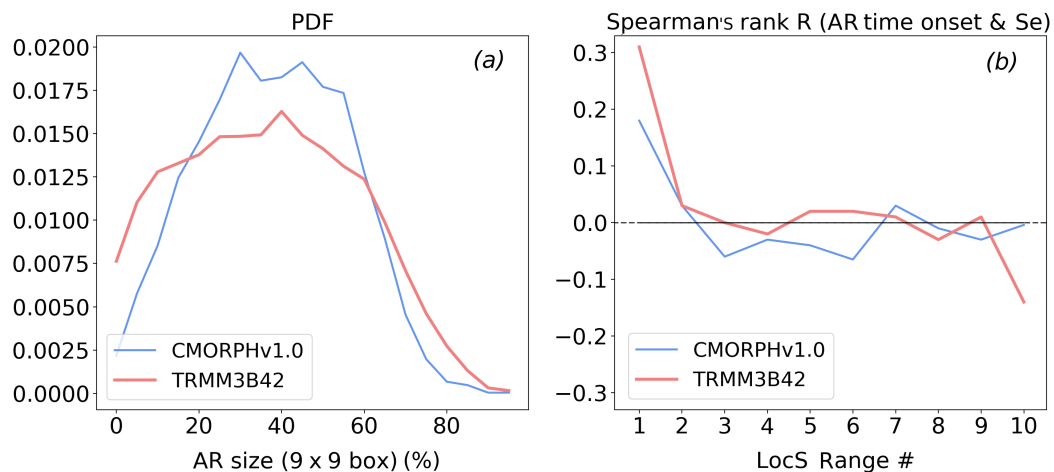 PDF
(a)
0.0200
0.0175
0.0150
0.0125
0.0100
0.0075
0.0050
0.0025
0.0000
CMORPHv1.0
TRMM3B42
0 20 40 60 80
AR size (9 x 9 box) (%)
Spearman's rank R (AR time onset & Se)
(b)
0.3
0.2
0.1
0.0
−0.1
−0.2
−0.3
CMORPHv1.0
TRMM3B42
1 2 3 4 5 6 7 8 9 10
LocS Range #